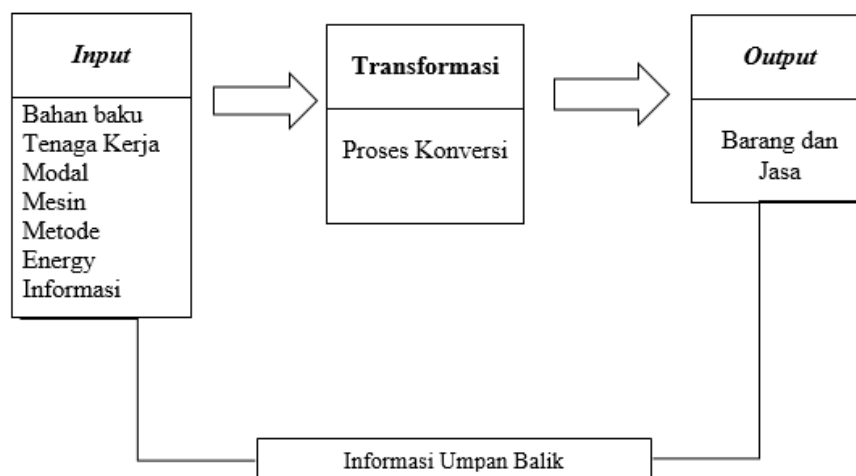 Input
Bahan baku
Tenaga Kerja
Modal
Mesin
Metode
Energy
Informasi
Transformasi
Proses Konversi
Output
Barang dan
Jasa
Informasi Umpan Balik